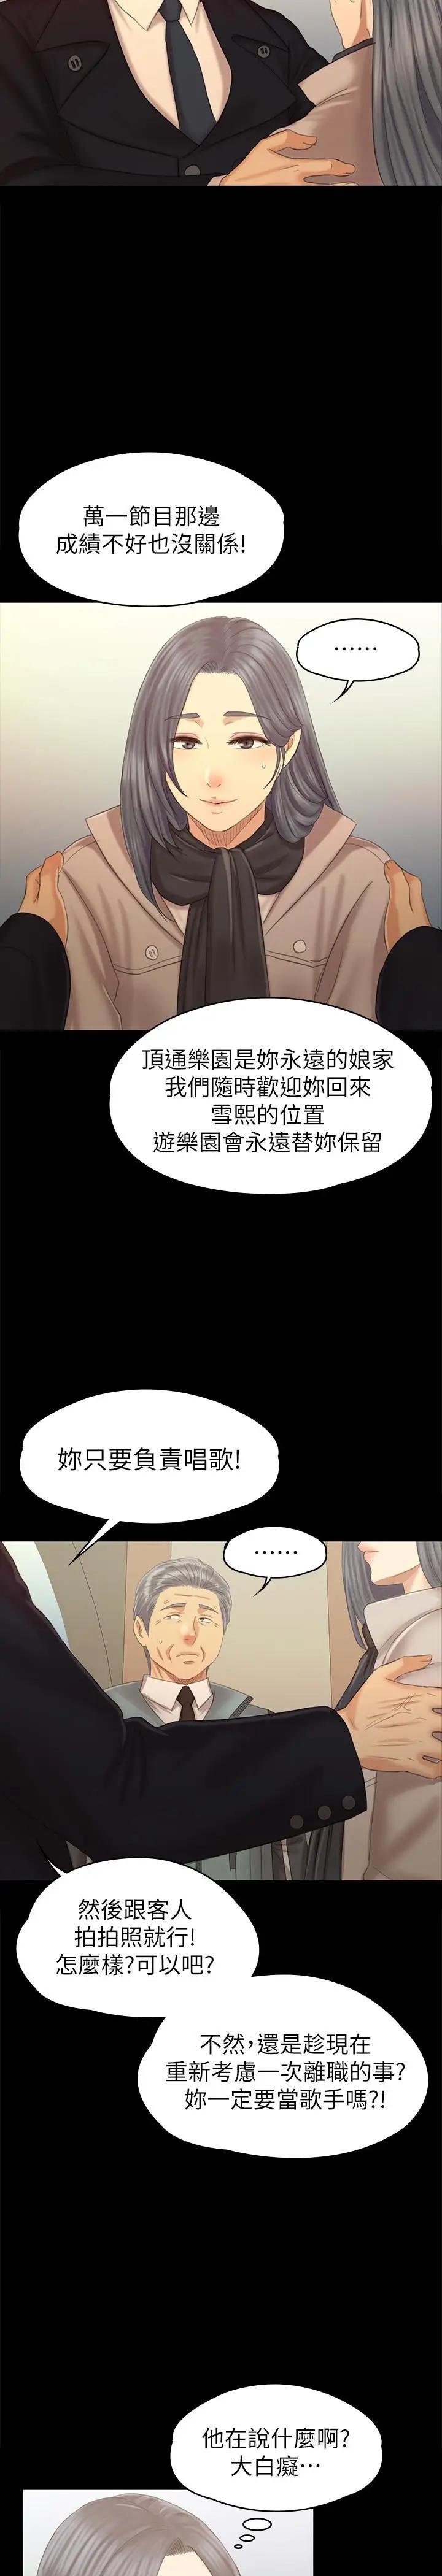 萬一節目那邊
成績不好也沒關係!
……
頂通樂園是妳永遠的娘家
我們隨時歡迎妳回來
雪熙的位置
遊樂園會永遠替妳保留
妳只要負責唱歌!
……
然後跟客人
拍拍照就行!
怎麼樣?可以吧?
不然,還是趁現在
重新考慮一次離職的事?
妳一定要當歌手嗎?!
他在說什麼啊?
大白癡…